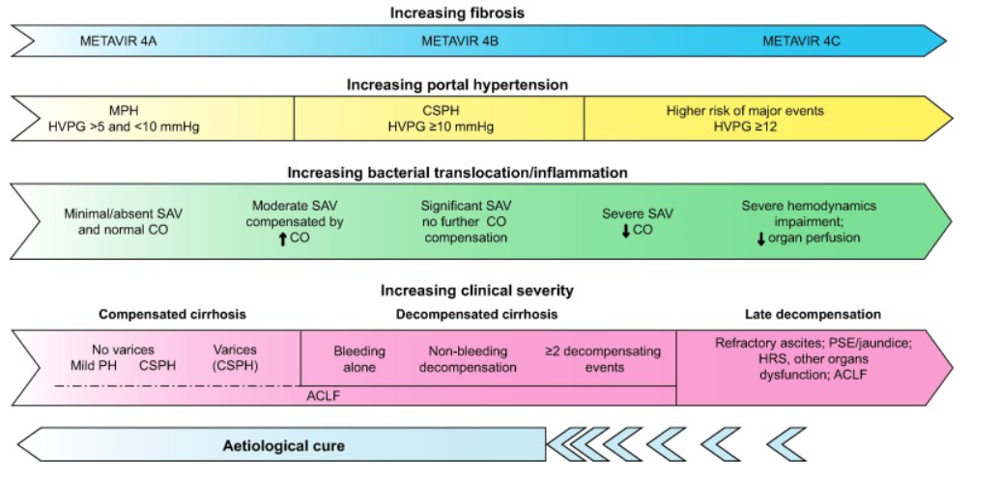 Increasing fibrosis
METAVIR 4A
METAVIR 4B
METAVIR 4C
Increasing portal hypertension
MPH
HVPG >5 and <10 mmHg
CSPH
HVPG ≥10 mmHg
Higher risk of major events
HVPG ≥12
Increasing bacterial translocation/inflammation
Minimal/absent SAV
and normal CO
Moderate SAV
compensated by
↑ CO
Significant SAV
no further CO
compensation
Severe SAV
↓ CO
Severe hemodynamics
impairment;
↓ organ perfusion
Increasing clinical severity
Compensated cirrhosis
Decompensated cirrhosis
Late decompensation
No varices
Mild PH CSPH
Varices
(CSPH)
Bleeding
alone
Non-bleeding
decompensation
≥2 decompensating
events
Refractory ascites; PSE/jaundice;
HRS, other organs
dysfunction; ACLF
ACLF
Aetiological cure